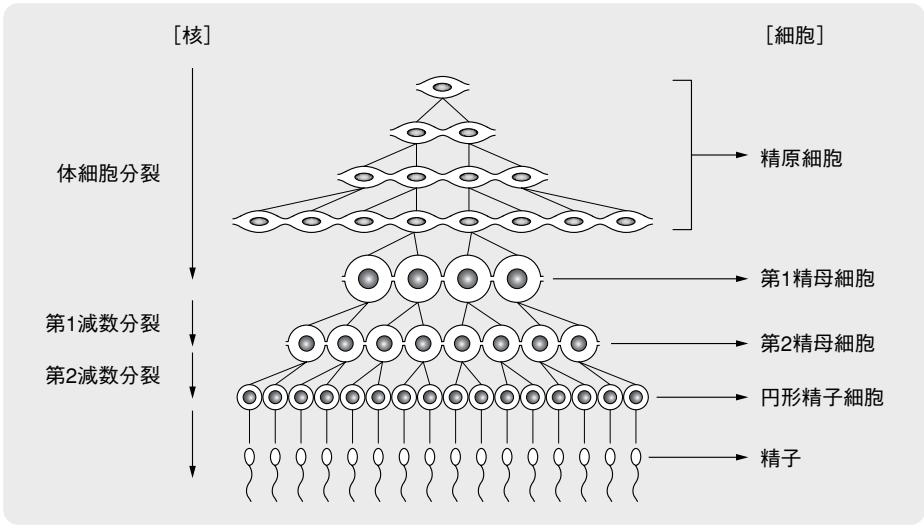 [核]
[細胞]
体細胞分裂
精原細胞
第1精母細胞
第1減数分裂
第2精母細胞
第2減数分裂
円形精子細胞
精子